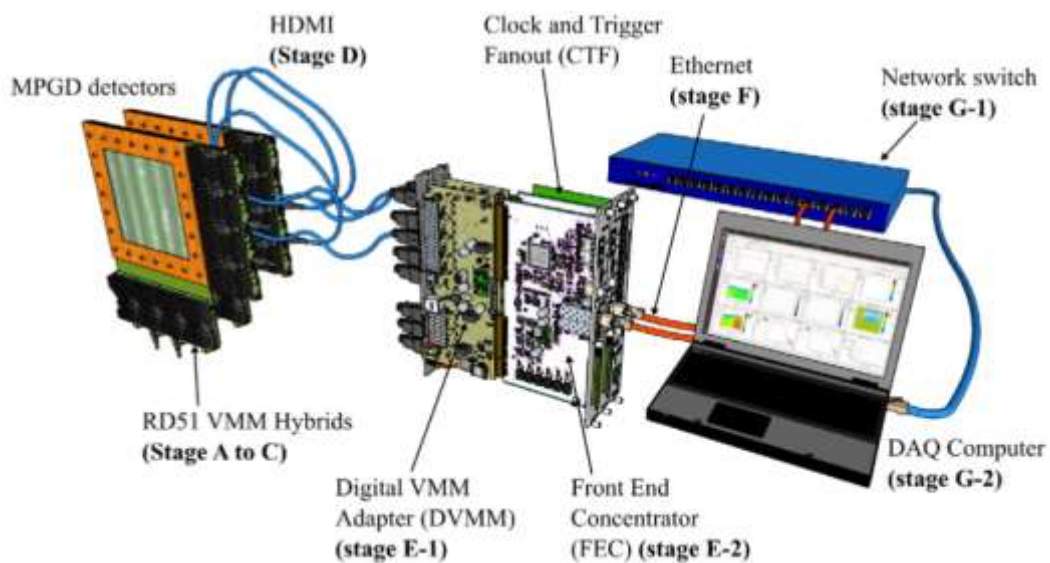 HDMI
(Stage D)
Clock and Trigger
Fanout (CTF)
Ethernet
(stage F)
Network switch
(stage G-1)
MPGD detectors
RD51 VMM Hybrids
(Stage A to C)
Digital VMM
Adapter (DVMM)
(stage E-1)
Front End
Concentrator
(FEC) (stage E-2)
DAQ Computer
(stage G-2)